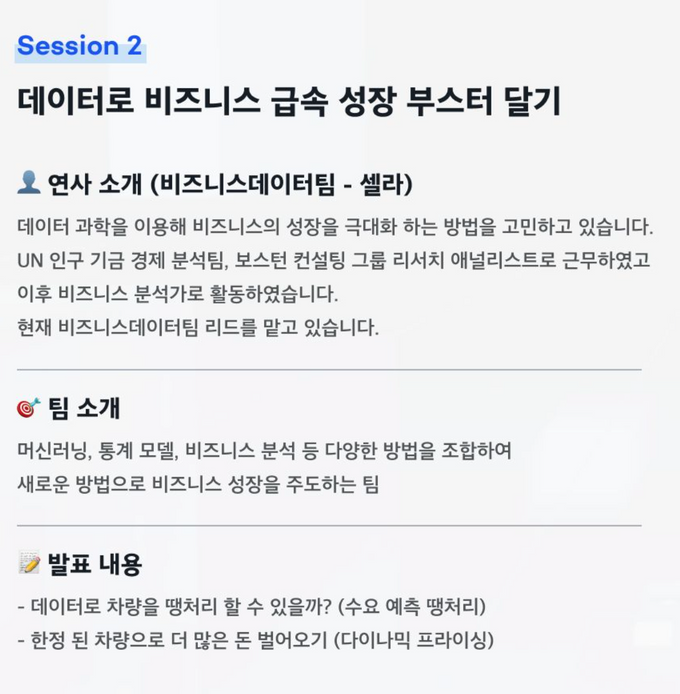 Session 2
데이터로 비즈니스 급속 성장 부스터 달기
연사 소개 (비즈니스데이터팀 - 셀라)
데이터 과학을 이용해 비즈니스의 성장을 극대화 하는 방법을 고민하고 있습니다.
UN 인구 기금 경제 분석팀, 보스턴 컨설팅 그룹 리서치 애널리스트로 근무하였고
이후 비즈니스 분석가로 활동하였습니다.
현재 비즈니스데이터팀 리드를 맡고 있습니다.
팀 소개
머신러닝, 통계 모델, 비즈니스 분석 등 다양한 방법을 조합하여
새로운 방법으로 비즈니스 성장을 주도하는 팀
발표 내용
- 데이터로 차량을 땡처리 할 수 있을까? (수요 예측 땡처리)
- 한정 된 차량으로 더 많은 돈 벌어오기 (다이나믹 프라이싱)